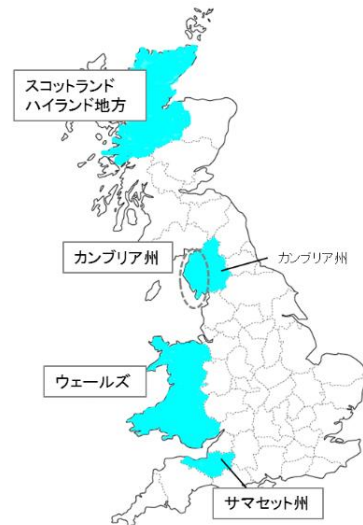 スコットランド
ハイランド地方
カンブリア州
カンブリア州
ウェールズ
サマセット州